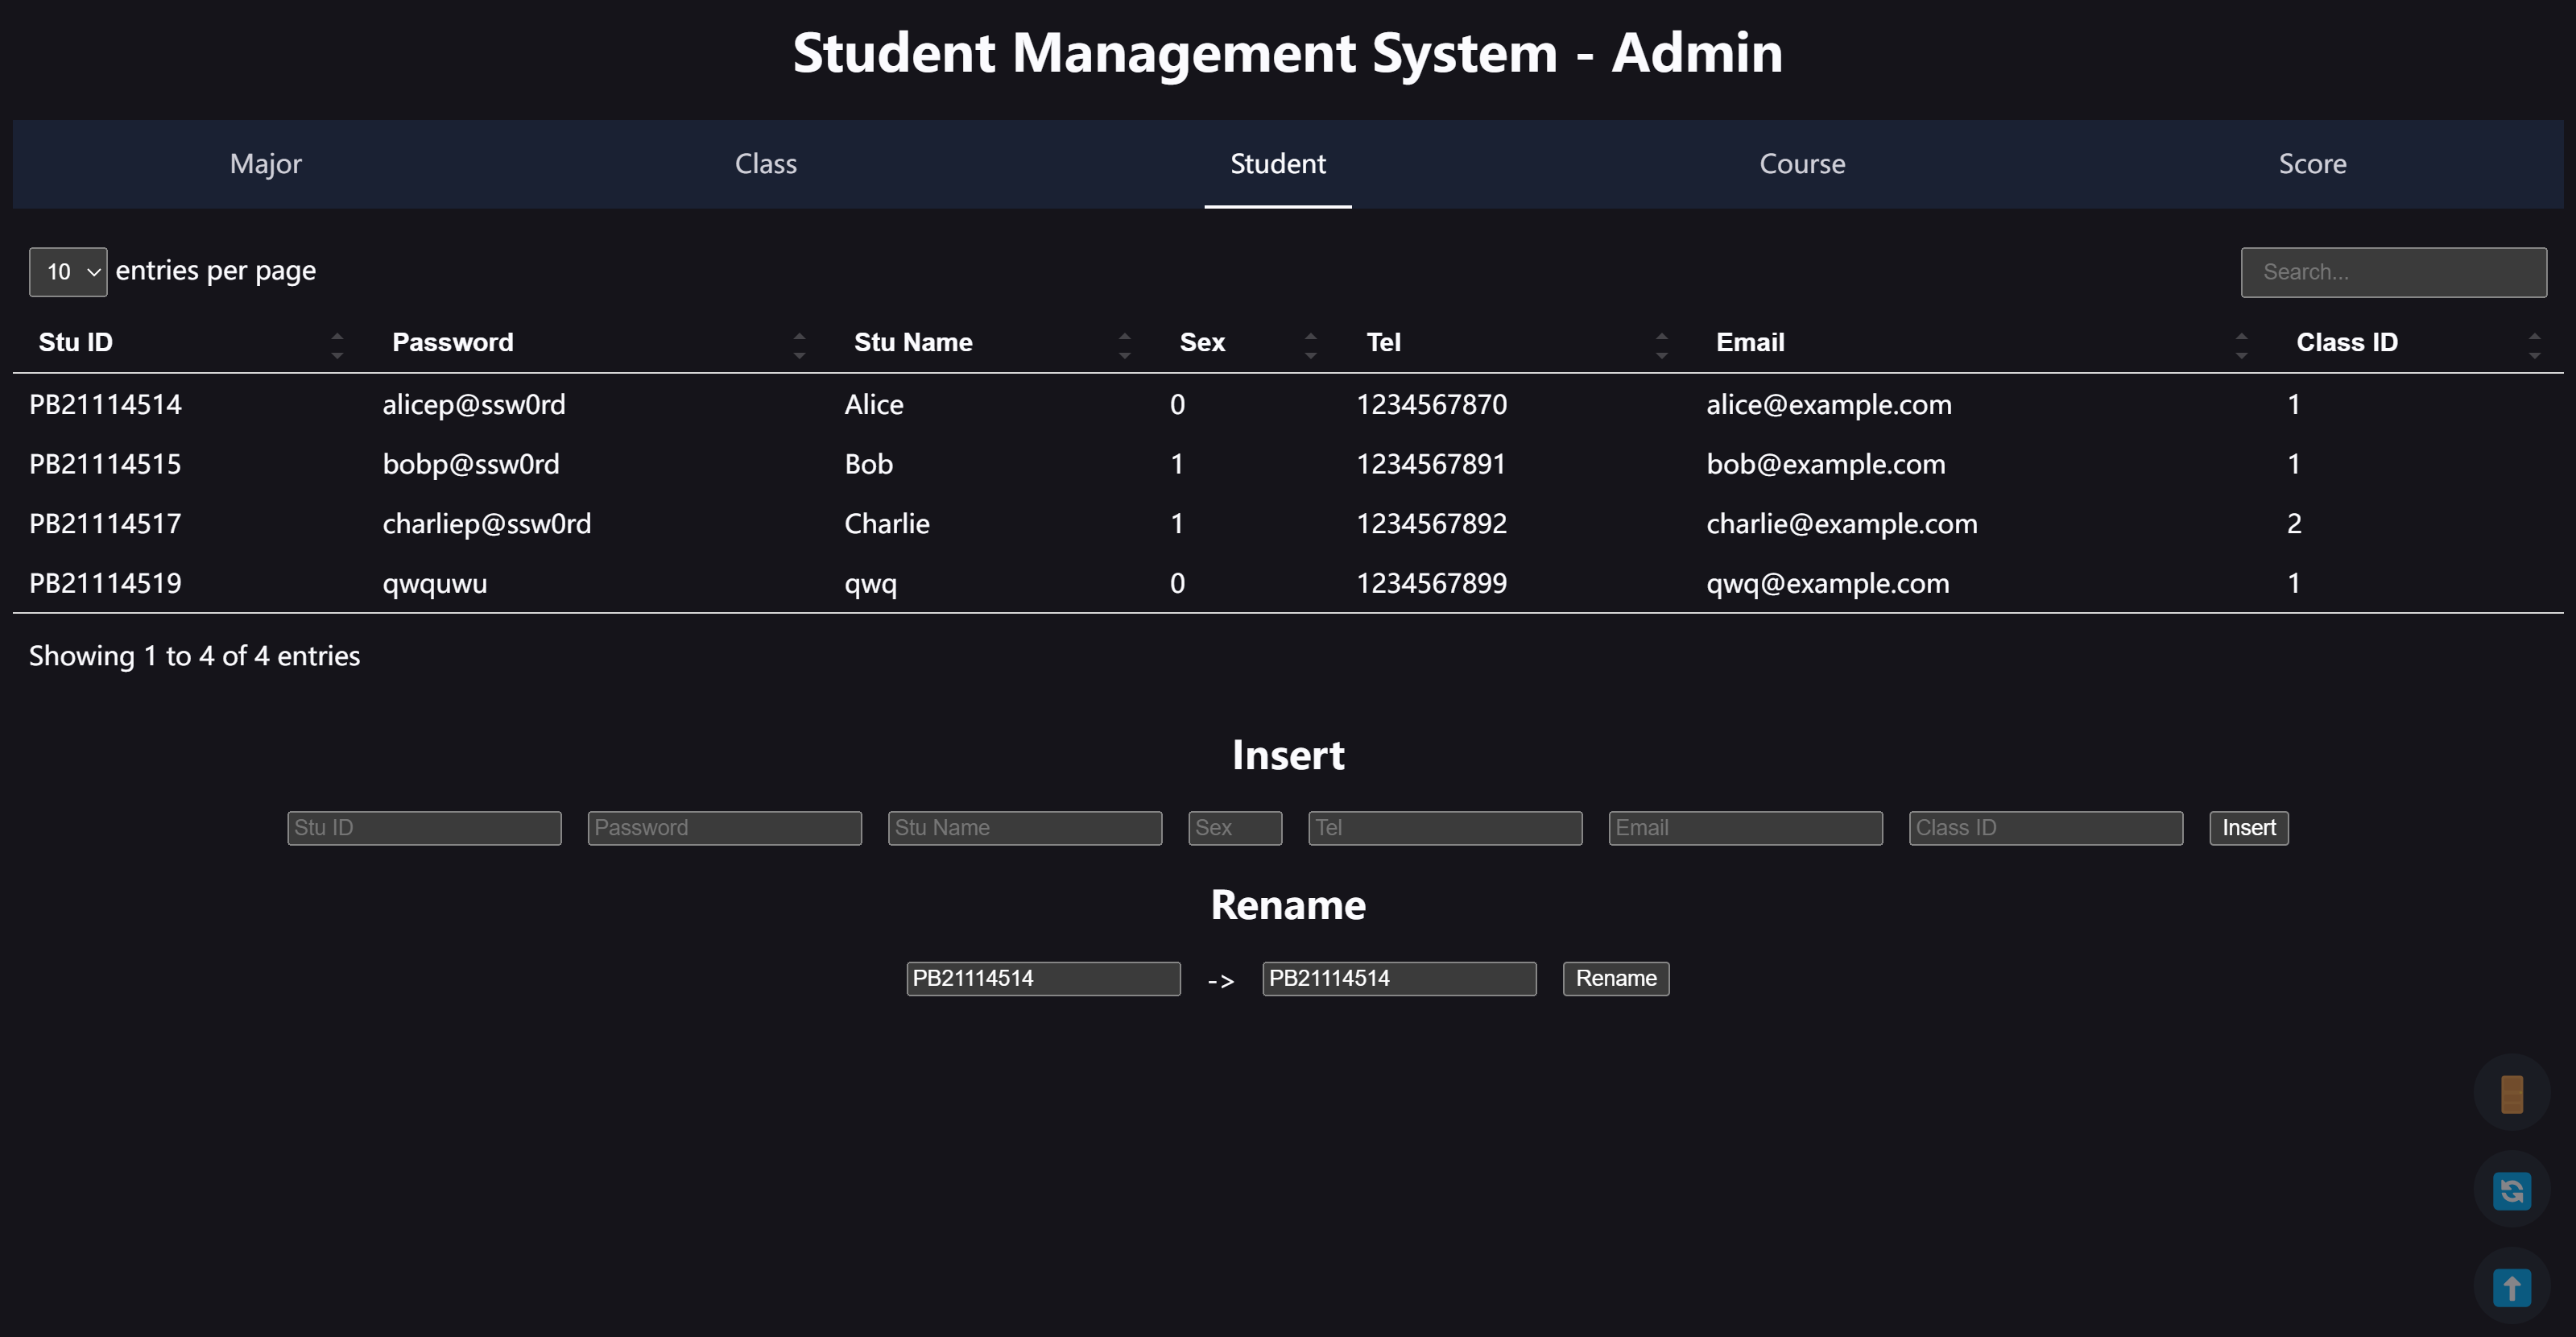 Student Management System - Admin
Major Class Student Course Score
10 entries per page Search...
Stu ID Password Stu Name Sex Tel Email Class ID
PB21114514 alicep@ssw0rd Alice 0 1234567870 alice@example.com 1
PB21114515 bobp@ssw0rd Bob 1 1234567891 bob@example.com 1
PB21114517 charliep@ssw0rd Charlie 1 1234567892 charlie@example.com 2
PB21114519 qwquwu qwq 0 1234567899 qwq@example.com 1
Showing 1 to 4 of 4 entries
Insert
Stu ID Password Stu Name Sex Tel Email Class ID Insert
Rename
PB21114514 -> PB21114514 Rename